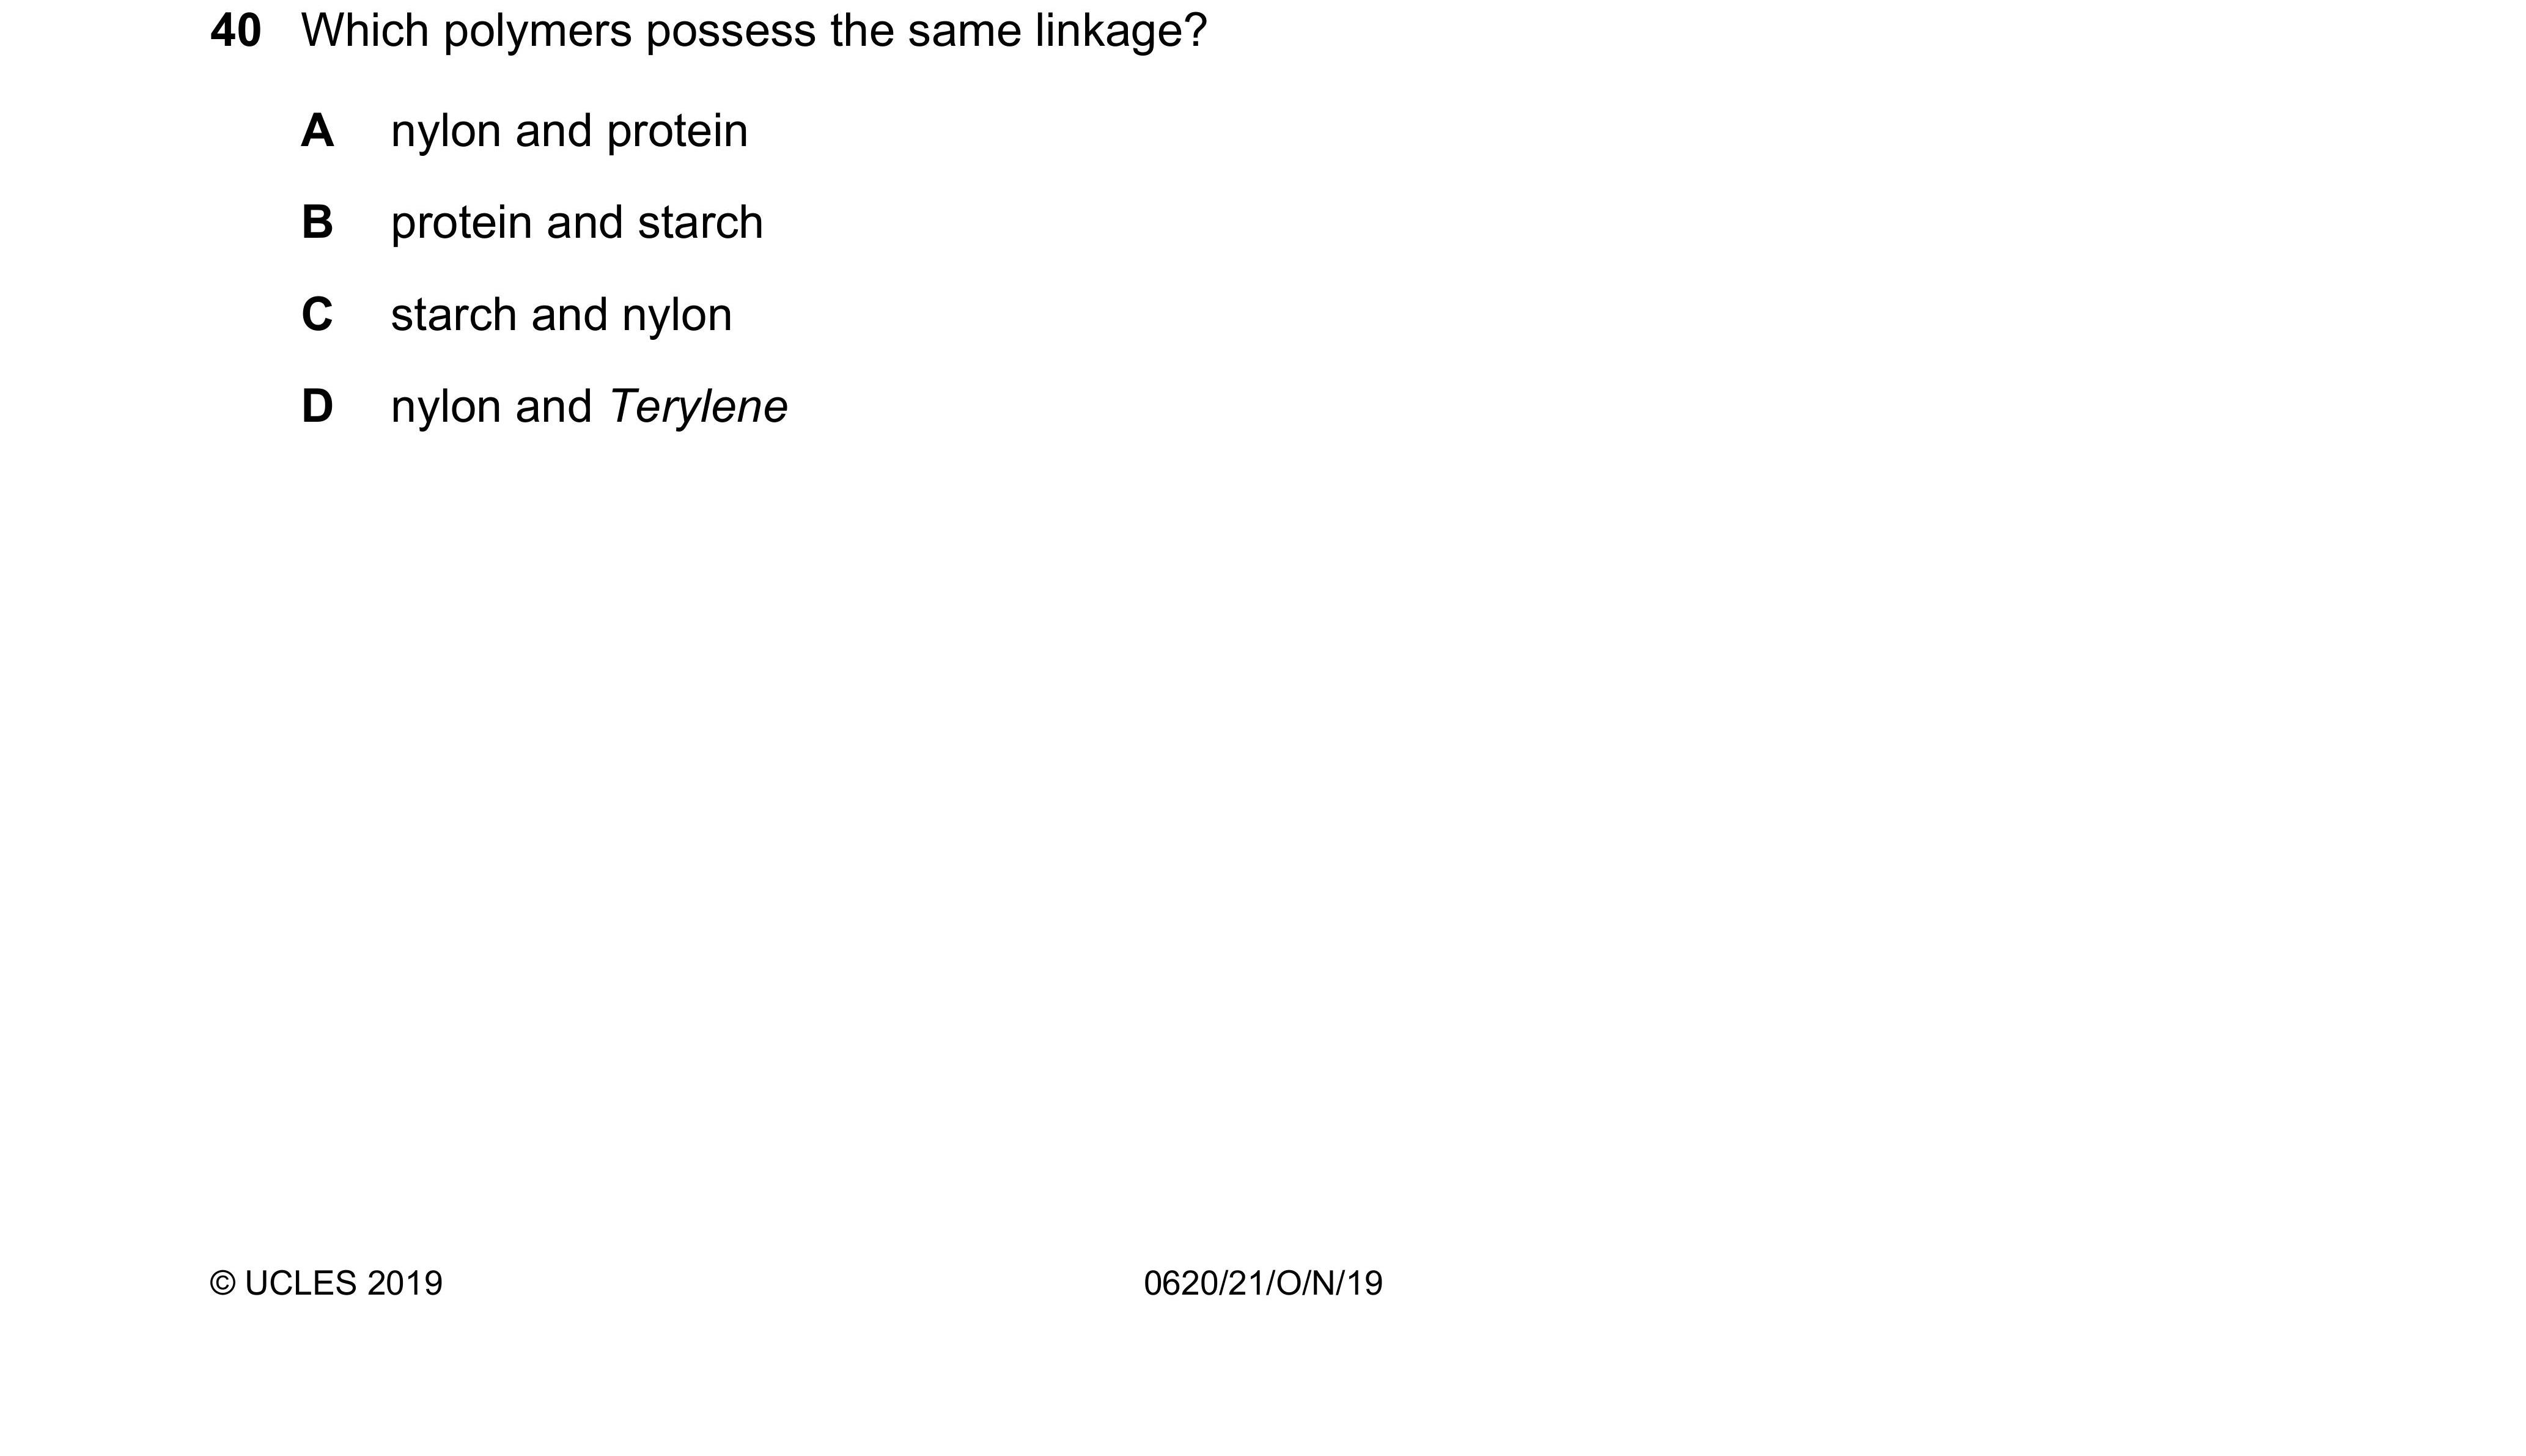 40 Which polymers possess the same linkage?
A nylon and protein
B protein and starch
C starch and nylon
D nylon and Terylene
© UCLES 2019 0620/21/O/N/19